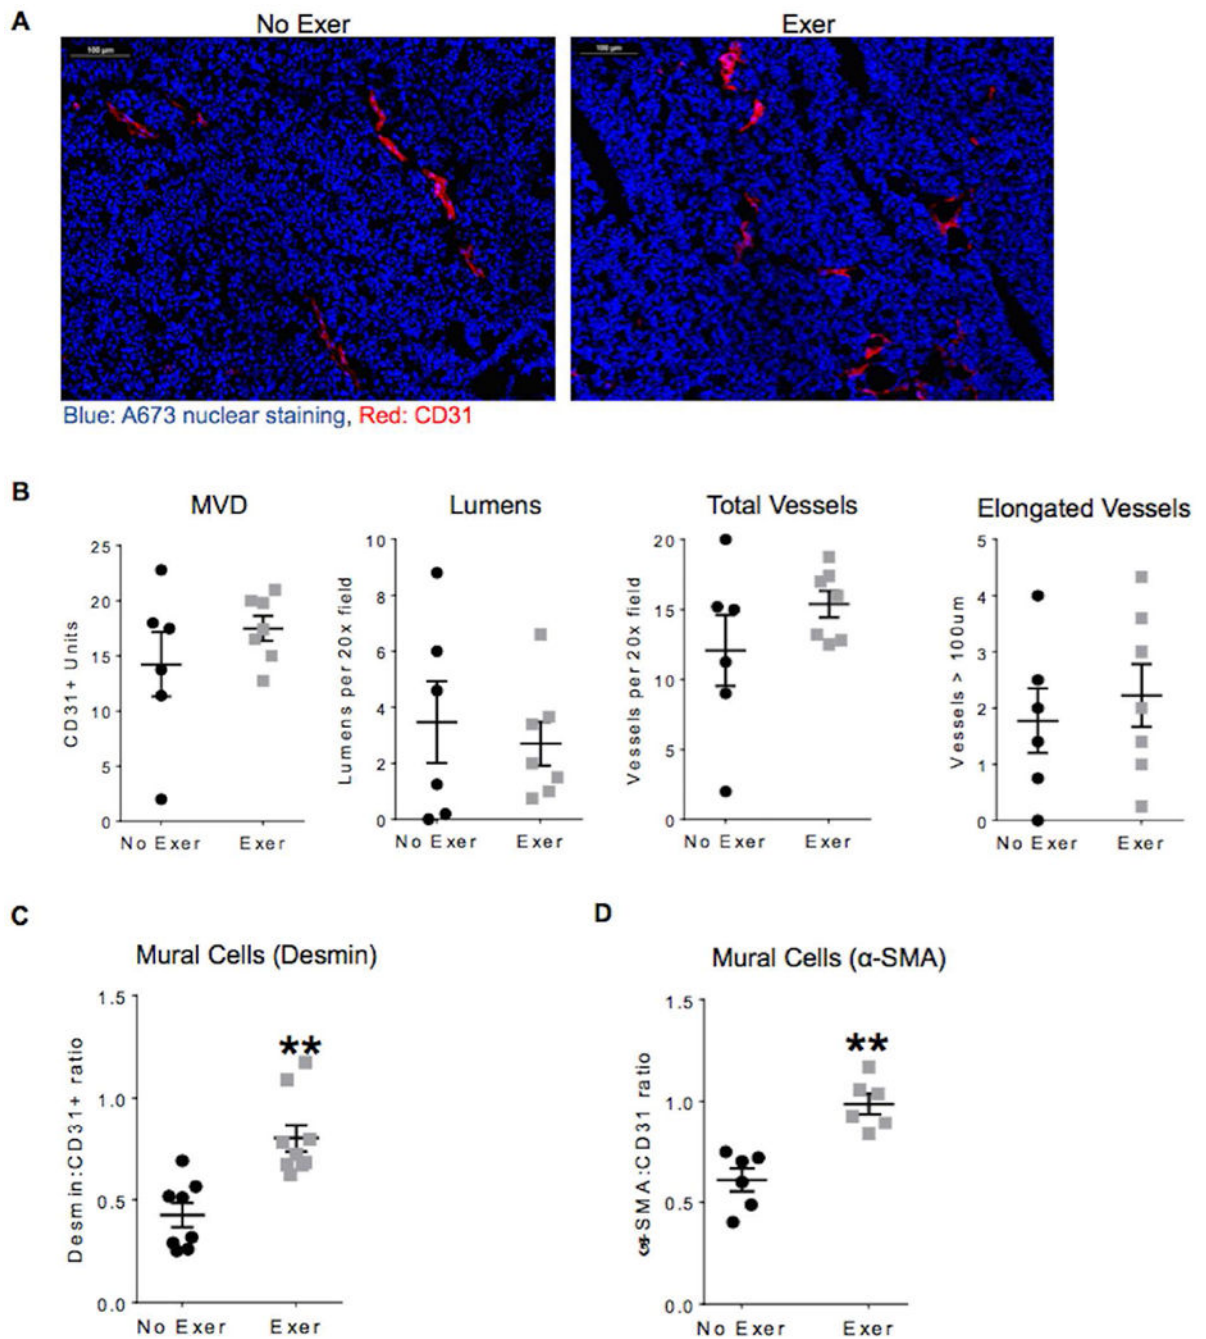 A
No Exer
Exer
100 µm
100 µm
Blue: A673 nuclear staining, Red: CD31
B
MVD
Lumens
Total Vessels
Elongated Vessels
CD31+ Units
25
20
15
10
5
0
No Exer
Exer
Lumens per 20x field
10
8
6
4
2
0
No Exer
Exer
Vessels per 20x field
20
15
10
5
0
No Exer
Exer
Vessels > 100um
5
4
3
2
1
0
No Exer
Exer
C
Mural Cells (Desmin)
Desmin:CD31+ ratio
1.5
1.0
0.5
0.0
**
No Exer
Exer
D
Mural Cells (α-SMA)
-SMA:CD31 ratio
1.5
1.0
0.5
0.0
**
No Exer
Exer